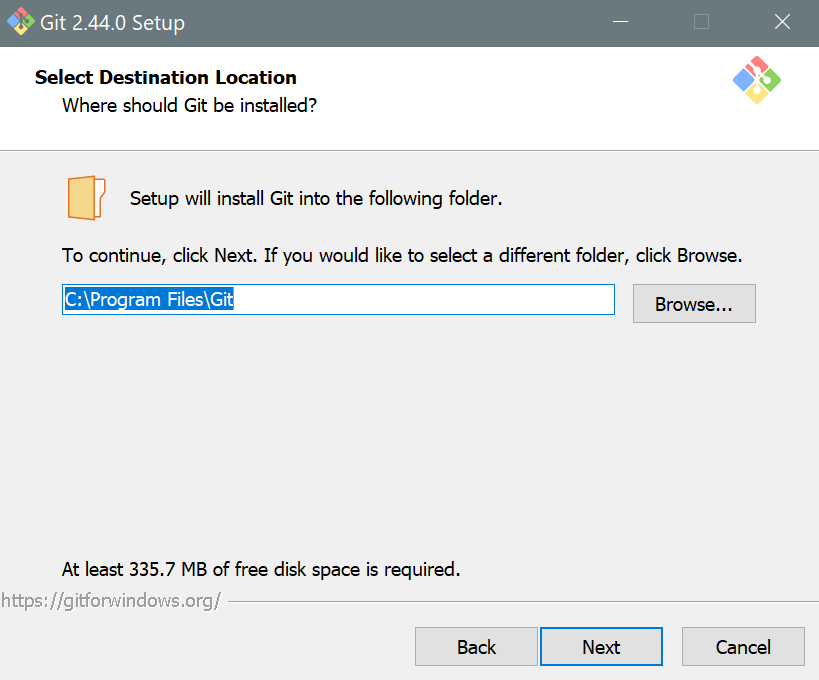 Git 2.44.0 Setup
Select Destination Location
Where should Git be installed?
Setup will install Git into the following folder.
To continue, click Next. If you would like to select a different folder, click Browse.
C:\Program Files\Git
Browse...
At least 335.7 MB of free disk space is required.
https://gitforwindows.org/
Back
Next
Cancel